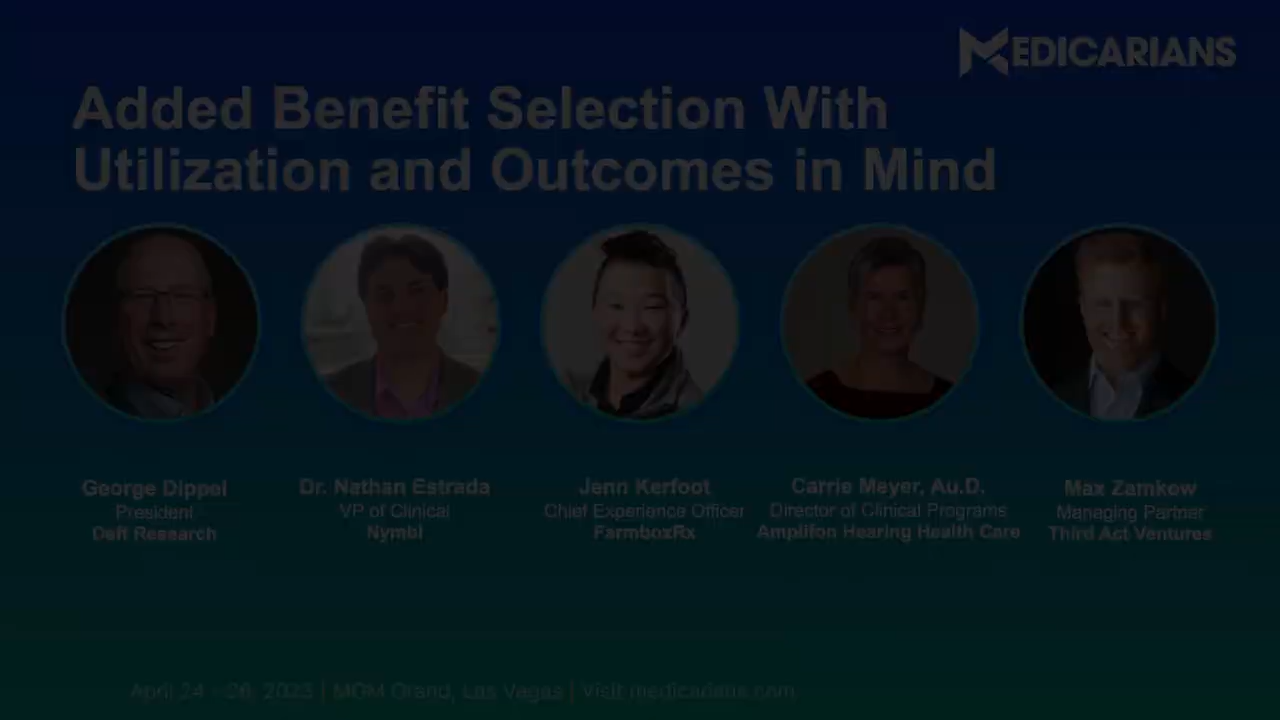 MEDICARIANS
Added Benefit Selection With
Utilization and Outcomes in Mind
George Dippel
President
Deft Research
Dr. Nathan Estrada
VP of Clinical
Nymbl
Jenn Kerfoot
Chief Experience Officer
FarmboxRx
Carrie Meyer, Au.D.
Director of Clinical Programs
Amplifon Hearing Health Care
Max Zamkow
Managing Partner
Third Act Ventures
April 24 - 26, 2023 | MGM Grand, Las Vegas | Visit medicarians.com